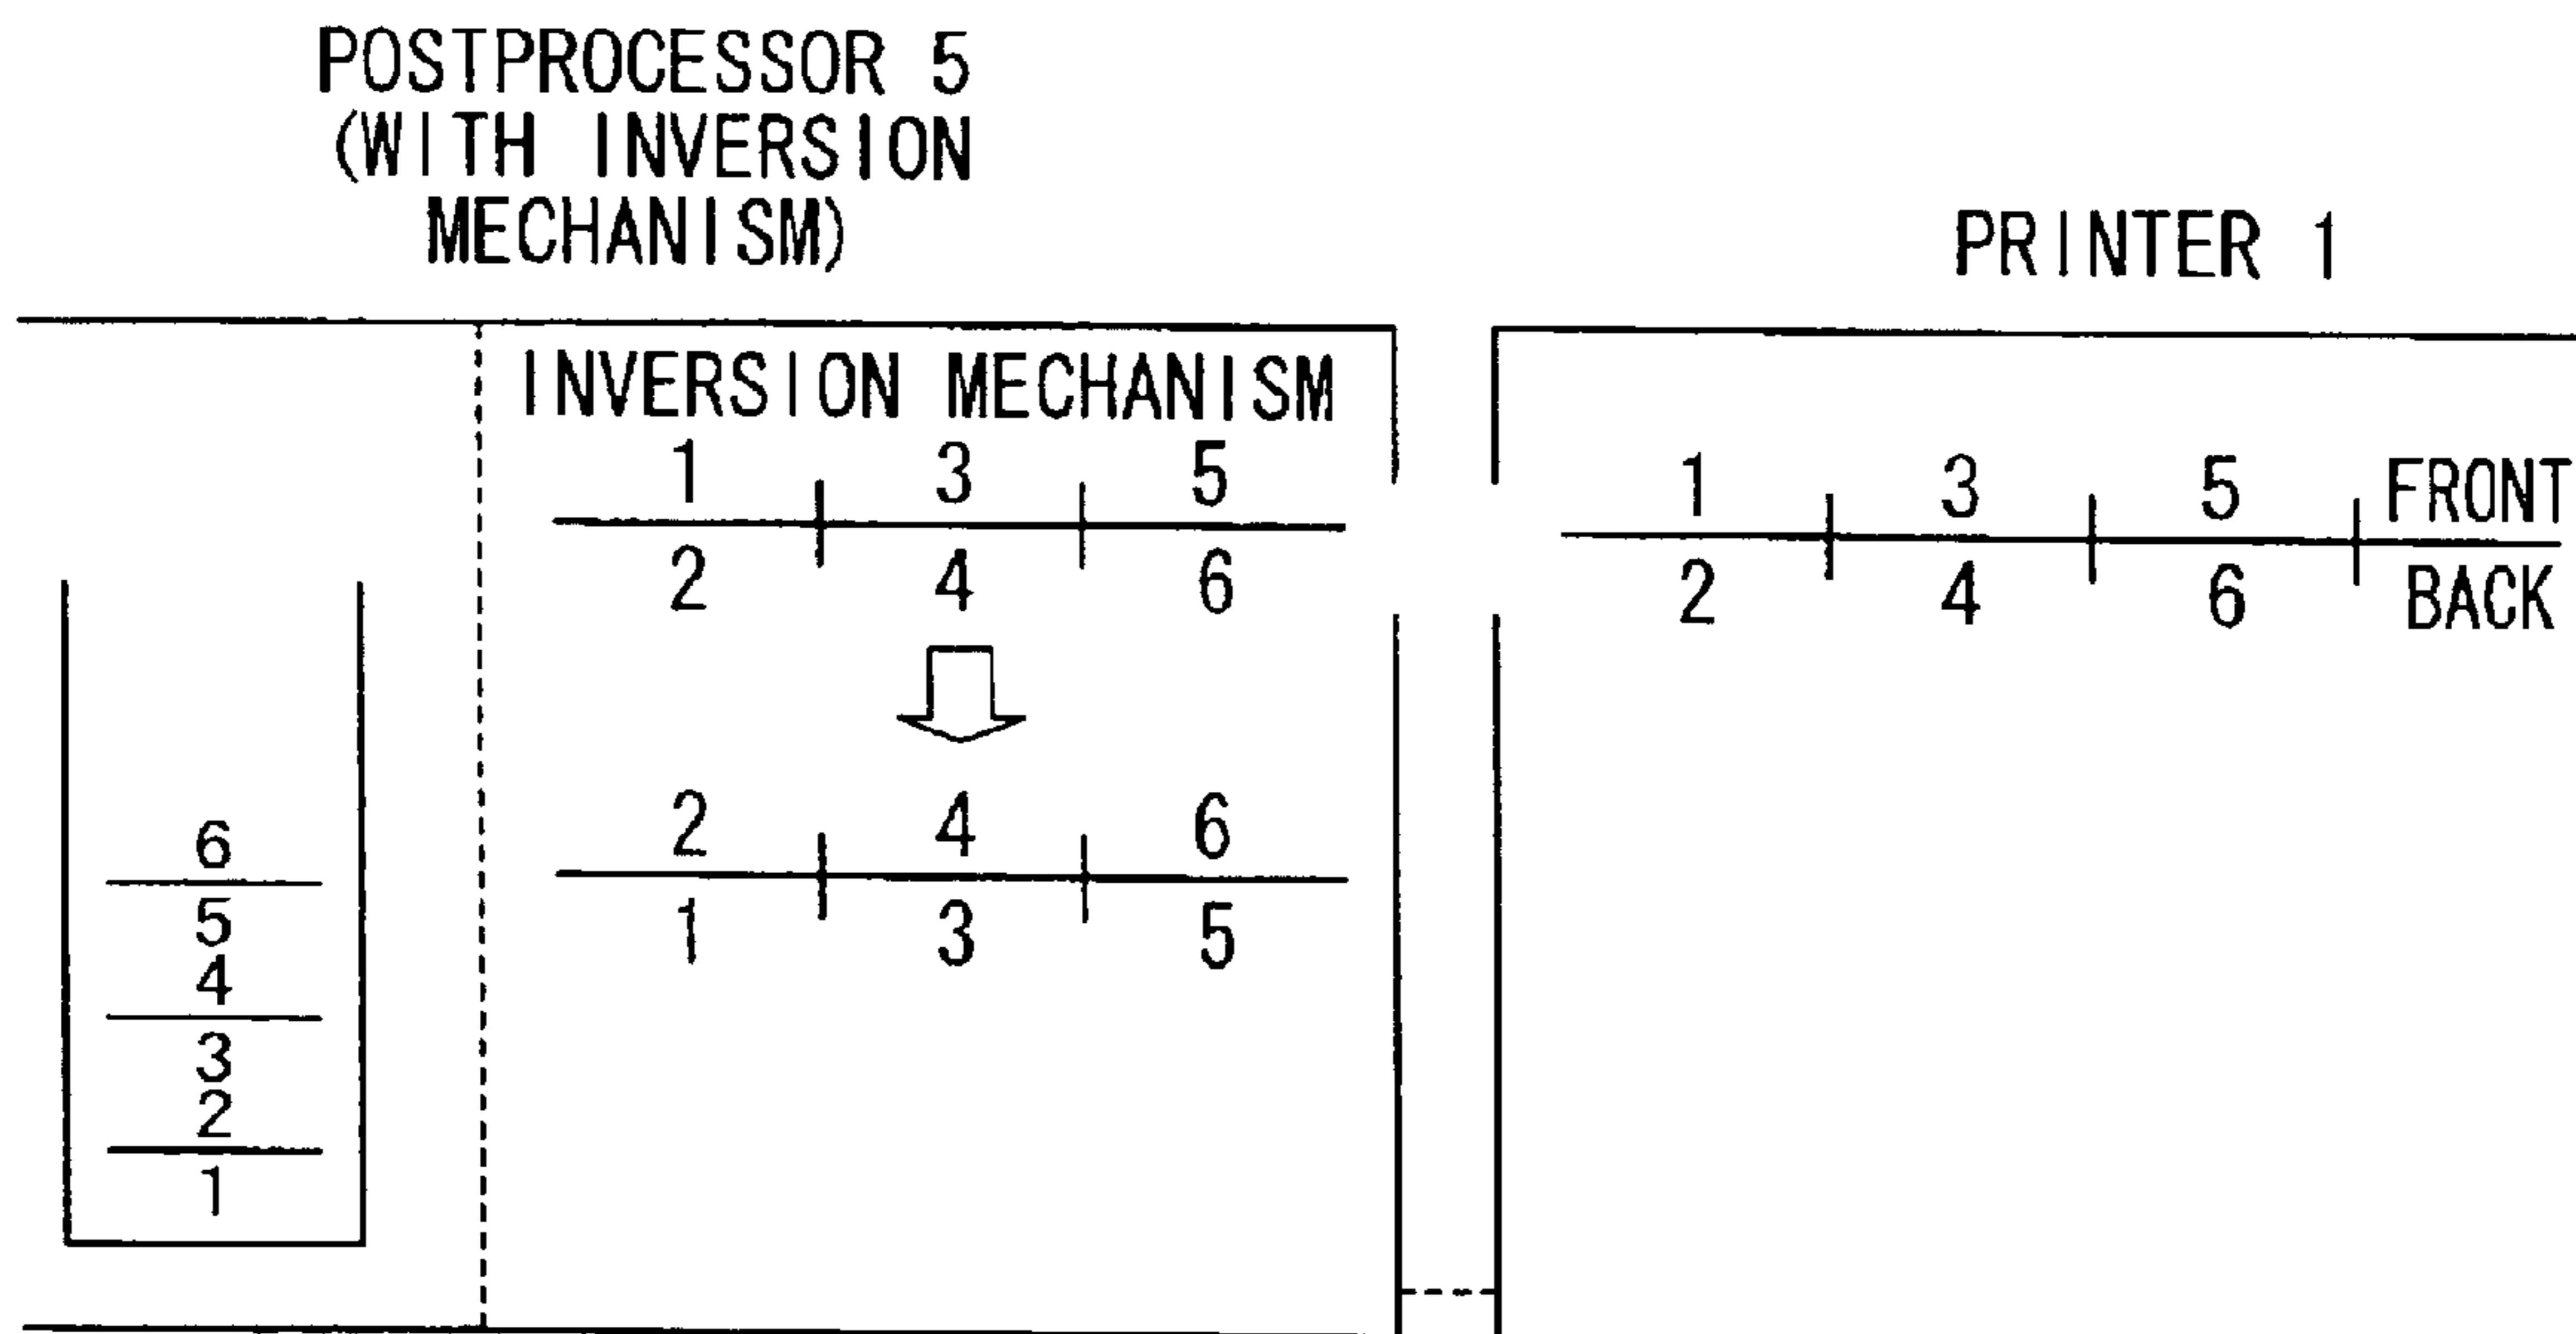 POSTPROCESSOR 5
(WITH INVERSION
MECHANISM)
PRINTER 1
INVERSION MECHANISM
1 3 5
2 4 6
2 4 6
1 3 5
1 3 5 FRONT
2 4 6 BACK
6
5
4
3
2
1